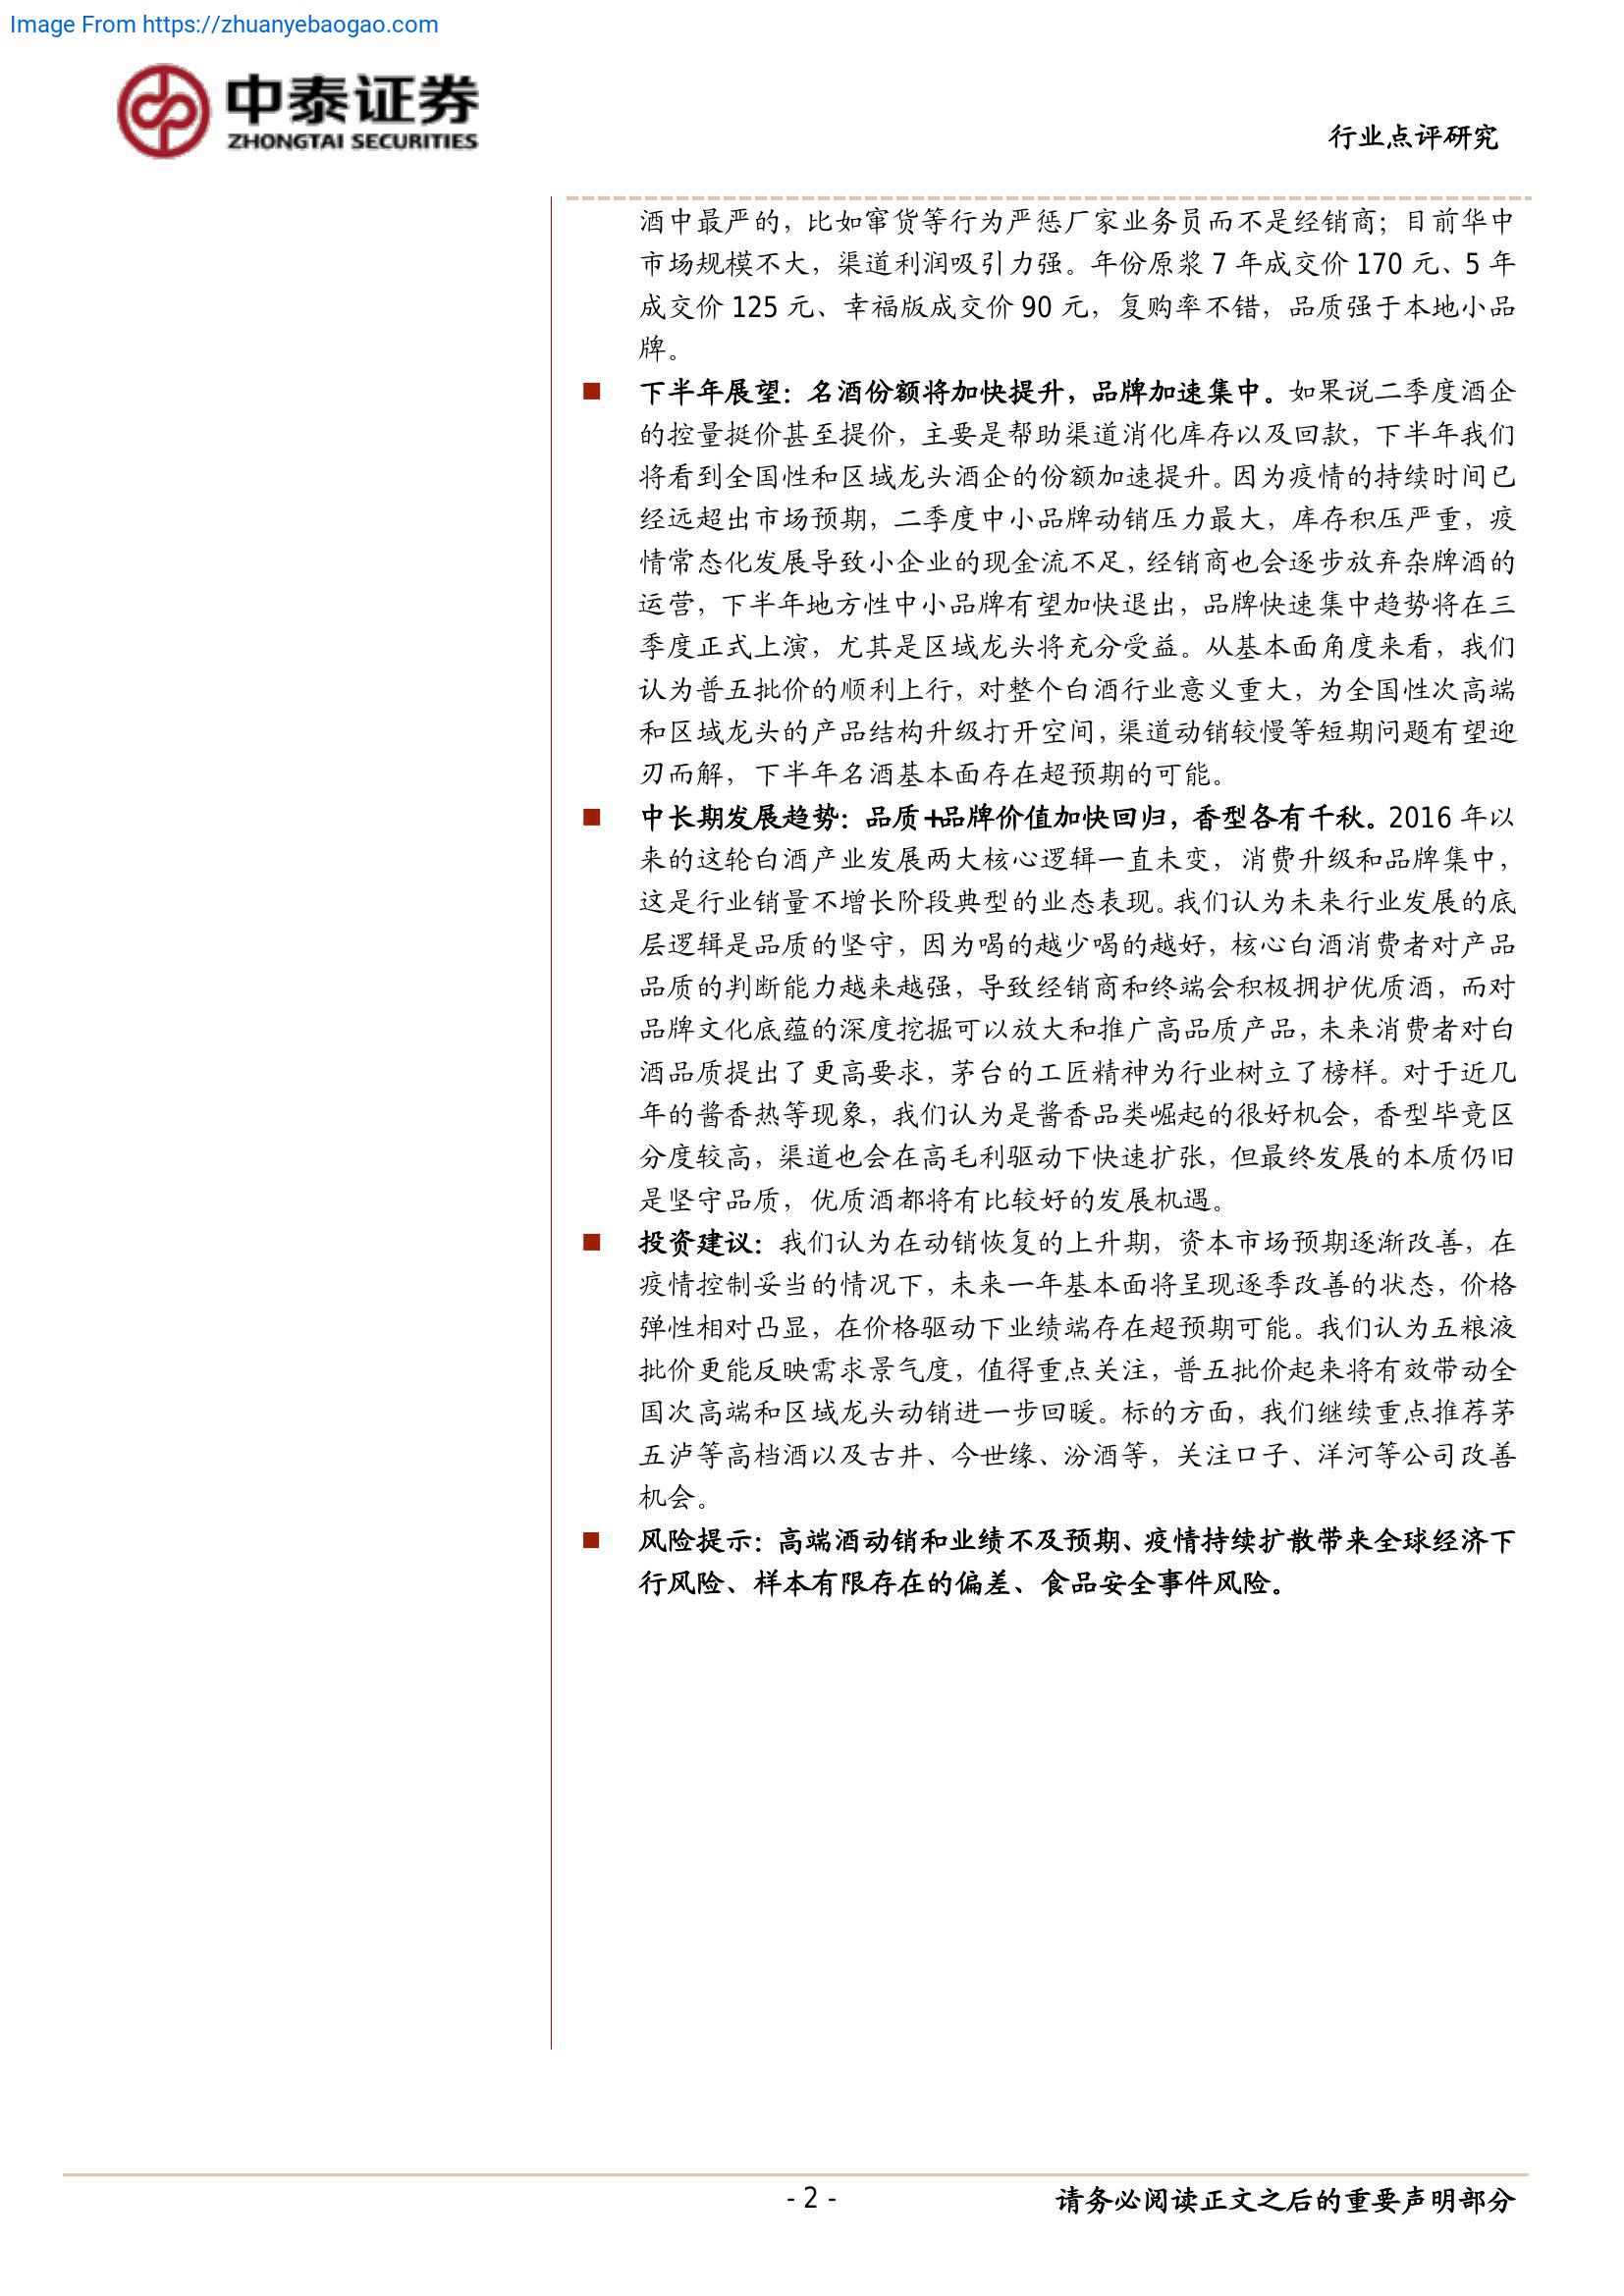 Image From https://zhuanyebaogao.com
中泰证券
ZHONGTAI SECURITIES
行业点评研究
酒中最严的，比如窜货等行为严惩厂家业务员而不是经销商；目前华中
市场规模不大，渠道利润吸引力强。年份原浆 7 年成交价 170 元、5 年
成交价 125 元、幸福版成交价 90 元，复购率不错，品质强于本地小品
牌。
■ 下半年展望：名酒份额将加快提升，品牌加速集中。如果说二季度酒企
的控量挺价甚至提价，主要是帮助渠道消化库存以及回款，下半年我们
将看到全国性和区域龙头酒企的份额加速提升。因为疫情的持续时间已
经远超出市场预期，二季度中小品牌动销压力最大，库存积压严重，疫
情常态化发展导致小企业的现金流不足，经销商也会逐步放弃杂牌酒的
运营，下半年地方性中小品牌有望加快退出，品牌快速集中趋势将在三
季度正式上演，尤其是区域龙头将充分受益。从基本面角度来看，我们
认为普五批价的顺利上行，对整个白酒行业意义重大，为全国性次高端
和区域龙头的产品结构升级打开空间，渠道动销较慢等短期问题有望迎
刃而解，下半年名酒基本面存在超预期的可能。
■ 中长期发展趋势：品质+品牌价值加快回归，香型各有千秋。2016 年以
来的这轮白酒产业发展两大核心逻辑一直未变，消费升级和品牌集中，
这是行业销量不增长阶段典型的业态表现。我们认为未来行业发展的底
层逻辑是品质的坚守，因为喝的越少喝的越好，核心白酒消费者对产品
品质的判断能力越来越强，导致经销商和终端会积极拥护优质酒，而对
品牌文化底蕴的深度挖掘可以放大和推广高品质产品，未来消费者对白
酒品质提出了更高要求，茅台的工匠精神为行业树立了榜样。对于近几
年的酱香热等现象，我们认为是酱香品类崛起的很好机会，香型毕竟区
分度较高，渠道也会在高毛利驱动下快速扩张，但最终发展的本质仍旧
是坚守品质，优质酒都将有比较好的发展机遇。
■ 投资建议：我们认为在动销恢复的上升期，资本市场预期逐渐改善，在
疫情控制妥当的情况下，未来一年基本面将呈现逐季改善的状态，价格
弹性相对凸显，在价格驱动下业绩端存在超预期可能。我们认为五粮液
批价更能反映需求景气度，值得重点关注，普五批价起来将有效带动全
国次高端和区域龙头动销进一步回暖。标的方面，我们继续重点推荐茅
五泸等高档酒以及古井、今世缘、汾酒等，关注口子、洋河等公司改善
机会。
■ 风险提示：高端酒动销和业绩不及预期、疫情持续扩散带来全球经济下
行风险、样本有限存在的偏差、食品安全事件风险。
- 2 -
请务必阅读正文之后的重要声明部分